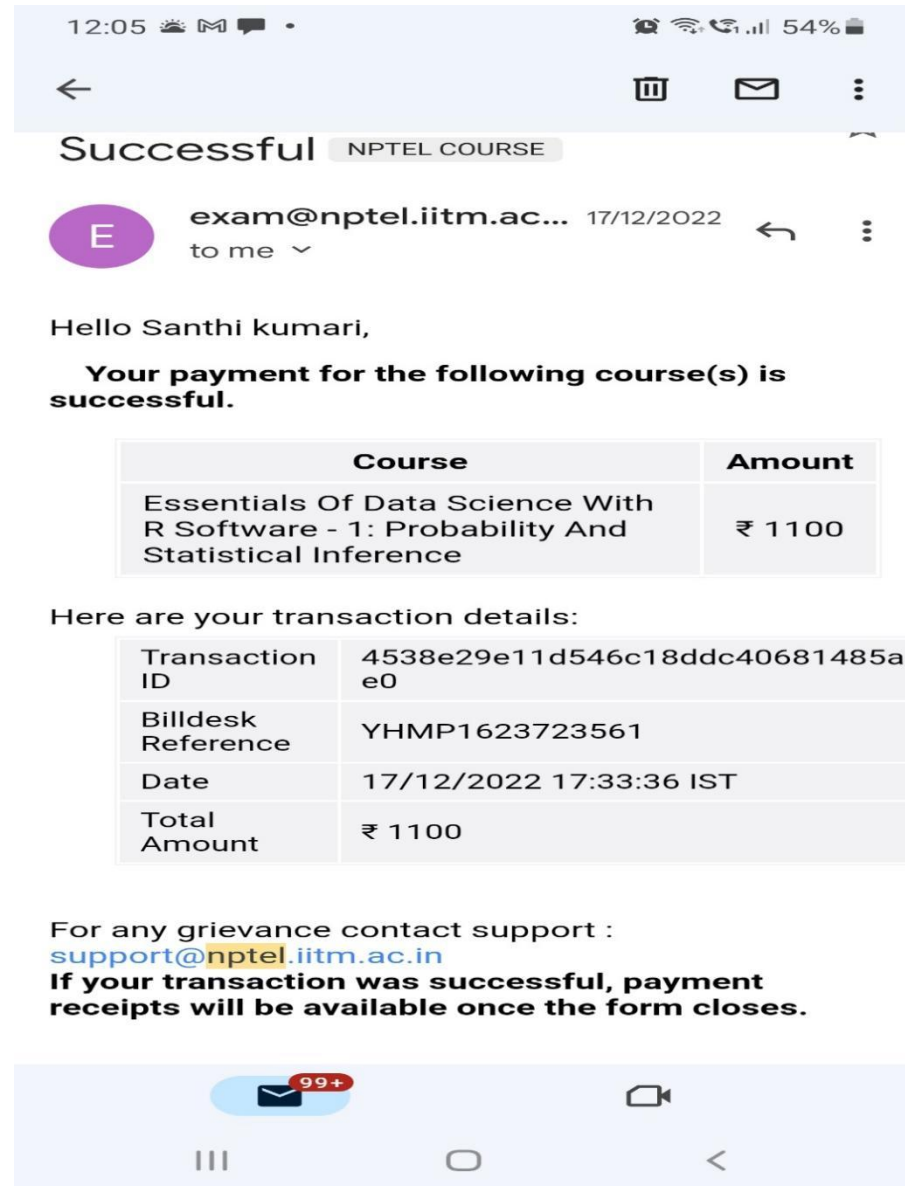 12:05
54%
Successful NPTEL COURSE
E
exam@nptel.iitm.ac... 17/12/2022
to me
Hello Santhi kumari,
Your payment for the following course(s) is
successful.
Course Amount
Essentials Of Data Science With
R Software - 1: Probability And
Statistical Inference
₹ 1100
Here are your transaction details:
Transaction
ID
4538e29e11d546c18ddc40681485a
e0
Billdesk
Reference
YHMP1623723561
Date 17/12/2022 17:33:36 IST
Total
Amount
₹ 1100
For any grievance contact support :
support@nptel.iitm.ac.in
If your transaction was successful, payment
receipts will be available once the form closes.
99+